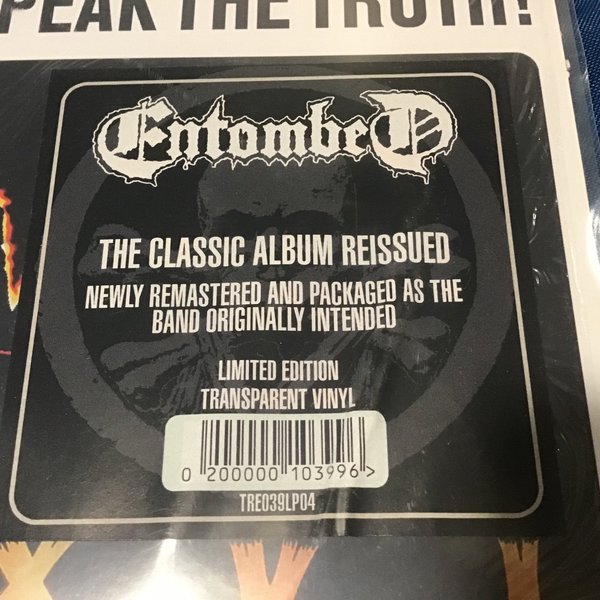 PEAK THE TRUTH!
Entombed
THE CLASSIC ALBUM REISSUED
NEWLY REMASTERED AND PACKAGED AS THE
BAND ORIGINALLY INTENDED
LIMITED EDITION
TRANSPARENT VINYL
0 200000 103996 >
TREO39LP04